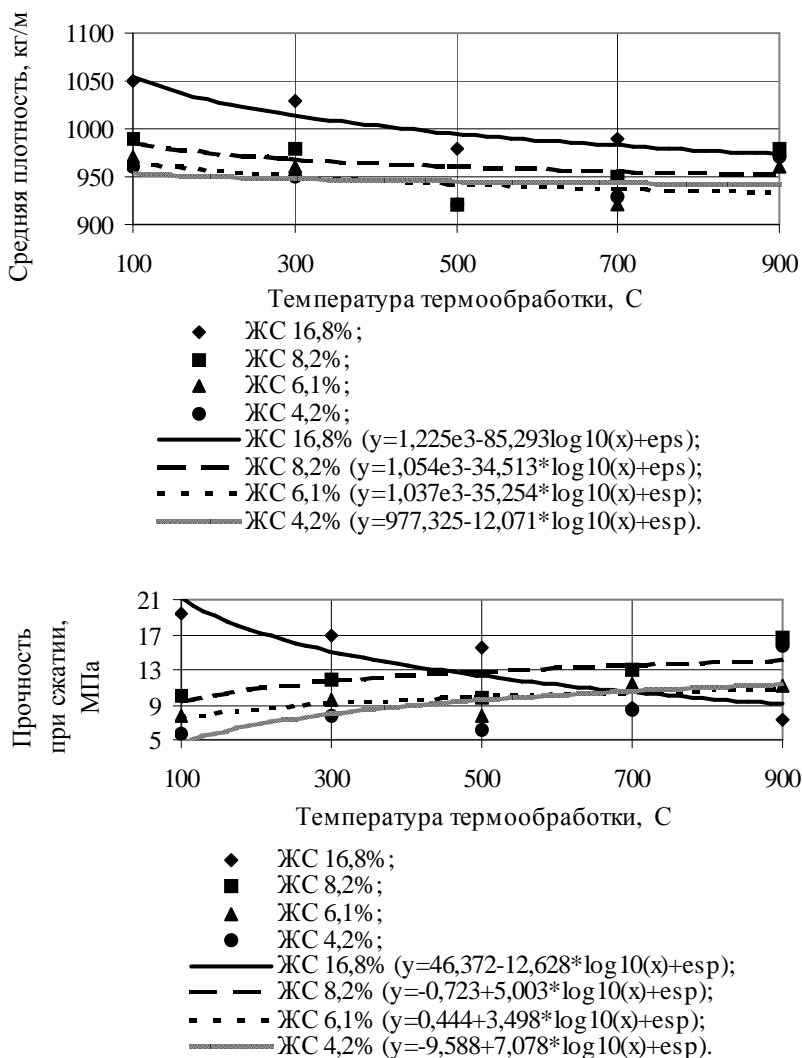 Средняя плотность, кг/м
1100
1050
1000
950
900
100 300 500 700 900
Температура термообработки, С
ЖС 16,8%;
ЖС 8,2%;
ЖС 6,1%;
ЖС 4,2%;
ЖС 16,8% (y=1,225e3-85,293log10(x)+eps);
ЖС 8,2% (y=1,054e3-34,513*log10(x)+eps);
ЖС 6,1% (y=1,037e3-35,254*log10(x)+esp);
ЖС 4,2% (y=977,325-12,071*log10(x)+esp).
Прочность
при сжатии,
МПа
21
17
13
9
5
100 300 500 700 900
Температура термообработки, С
ЖС 16,8%;
ЖС 8,2%;
ЖС 6,1%;
ЖС 4,2%;
ЖС 16,8% (y=46,372-12,628*log10(x)+esp);
ЖС 8,2% (y=-0,723+5,003*log10(x)+esp;
ЖС 6,1% (y=0,444+3,498*log10(x)+esp);
ЖС 4,2% (y=-9,588+7,078*log10(x)+esp).